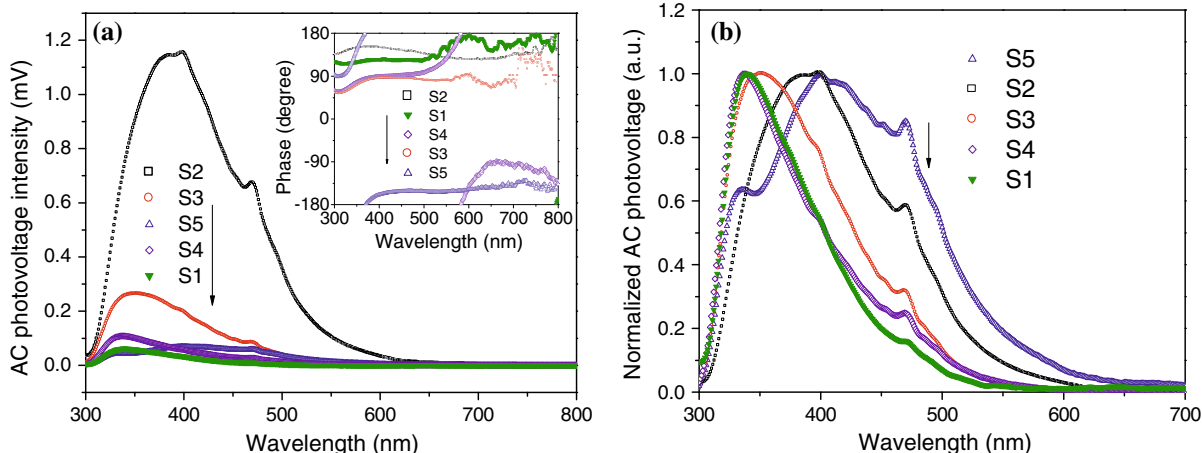 (a)
AC photovoltage intensity (mV)
1.2
1.0
0.8
0.6
0.4
0.2
0.0
S2
S3
S5
S4
S1
300 400 500 600 700 800
Wavelength (nm)
Phase (degree)
180
90
0
-90
-180
S2
S1
S4
S3
S5
300 400 500 600 700 800
Wavelength (nm)
(b)
Normalized AC photovoltage (a.u.)
1.2
1.0
0.8
0.6
0.4
0.2
0.0
S5
S2
S3
S4
S1
300 400 500 600 700
Wavelength (nm)